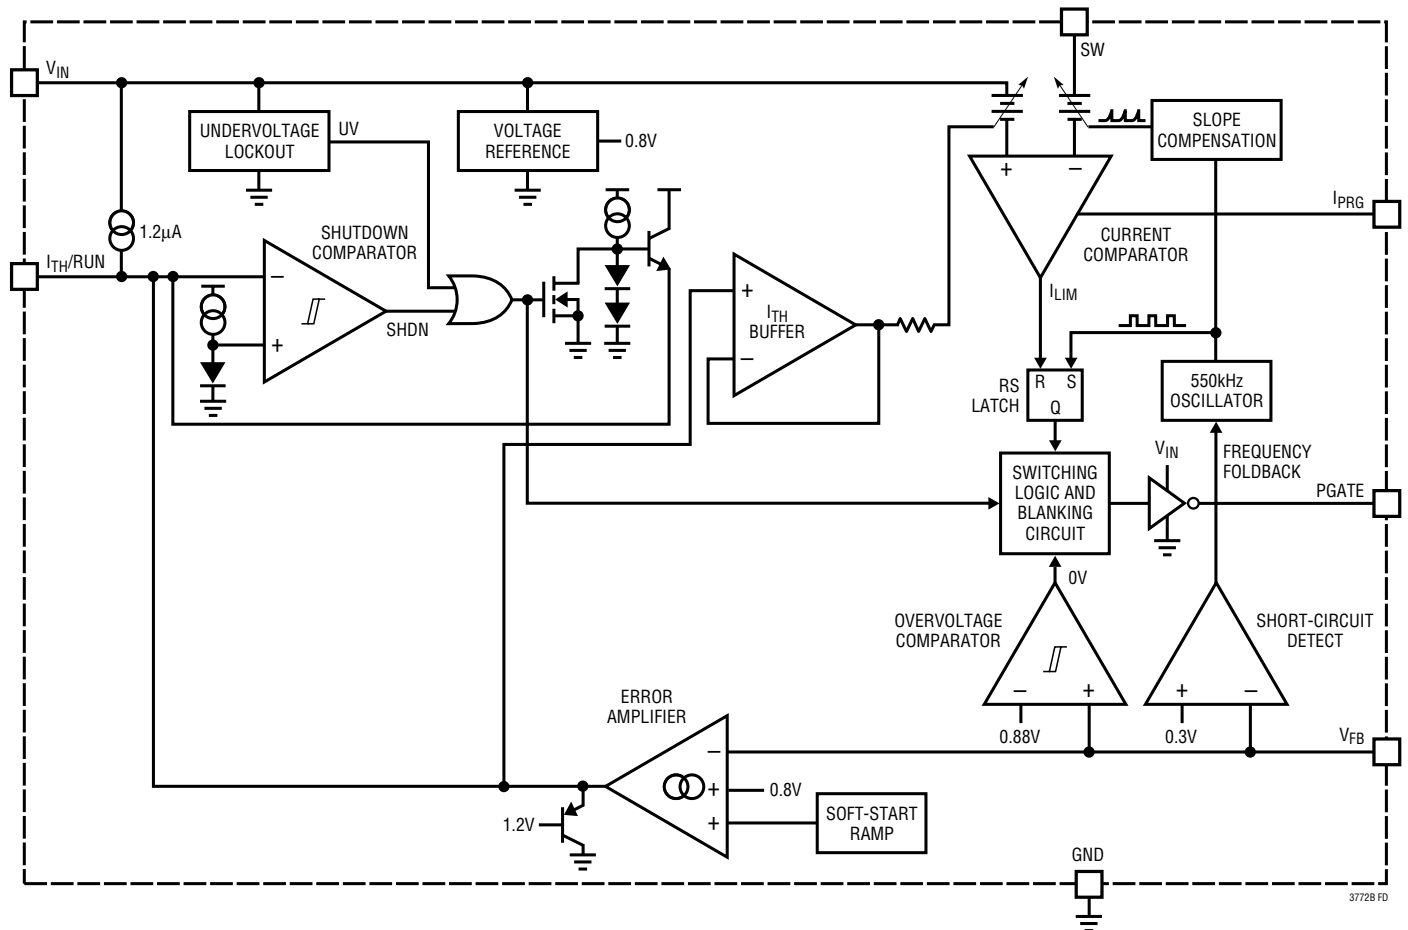 SW
VIN
UNDERVOLTAGE
LOCKOUT
UV
VOLTAGE
REFERENCE
0.8V
SLOPE
COMPENSATION
1.2µA
SHUTDOWN
COMPARATOR
+
–
IPRG
CURRENT
COMPARATOR
ITH/RUN
–
+
SHDN
+
ITH
BUFFER
–
ILIM
RS
LATCH
R S
Q
550kHz
OSCILLATOR
SWITCHING
LOGIC AND
BLANKING
CIRCUIT
VIN
FREQUENCY
FOLDBACK
PGATE
0V
OVERVOLTAGE
COMPARATOR
–
+
0.88V
SHORT-CIRCUIT
DETECT
+
–
0.3V
VFB
ERROR
AMPLIFIER
–
+
0.8V
+
SOFT-START
RAMP
1.2V
GND
3772B FD